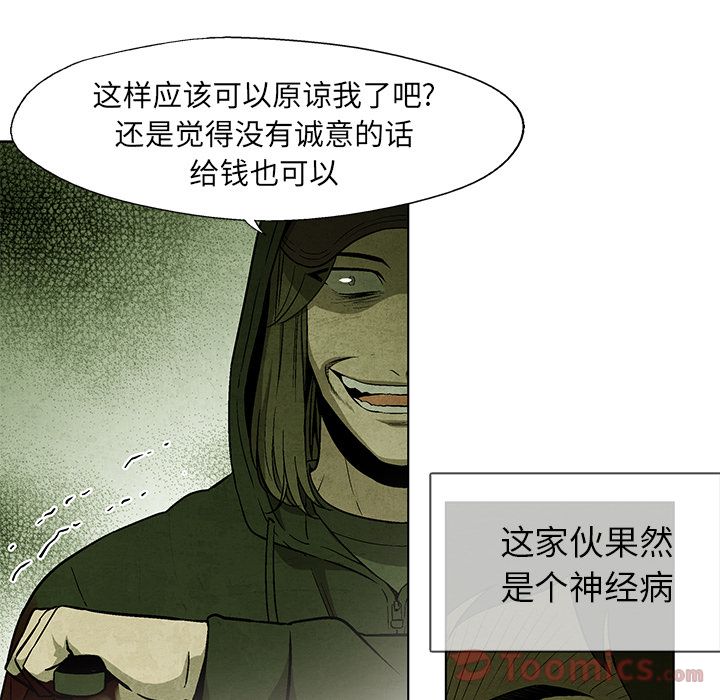 这样应该可以原谅我了吧?
还是觉得没有诚意的话
给钱也可以
这家伙果然
是个神经病
Toomics.com